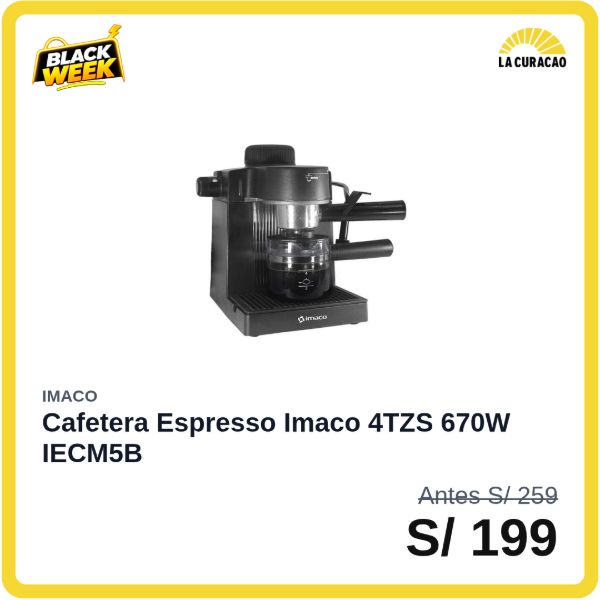 BLACK
WEEK
LA CURACAO
imaco
IMACO
Cafetera Espresso Imaco 4TZS 670W
IECM5B
Antes S/ 259
S/ 199